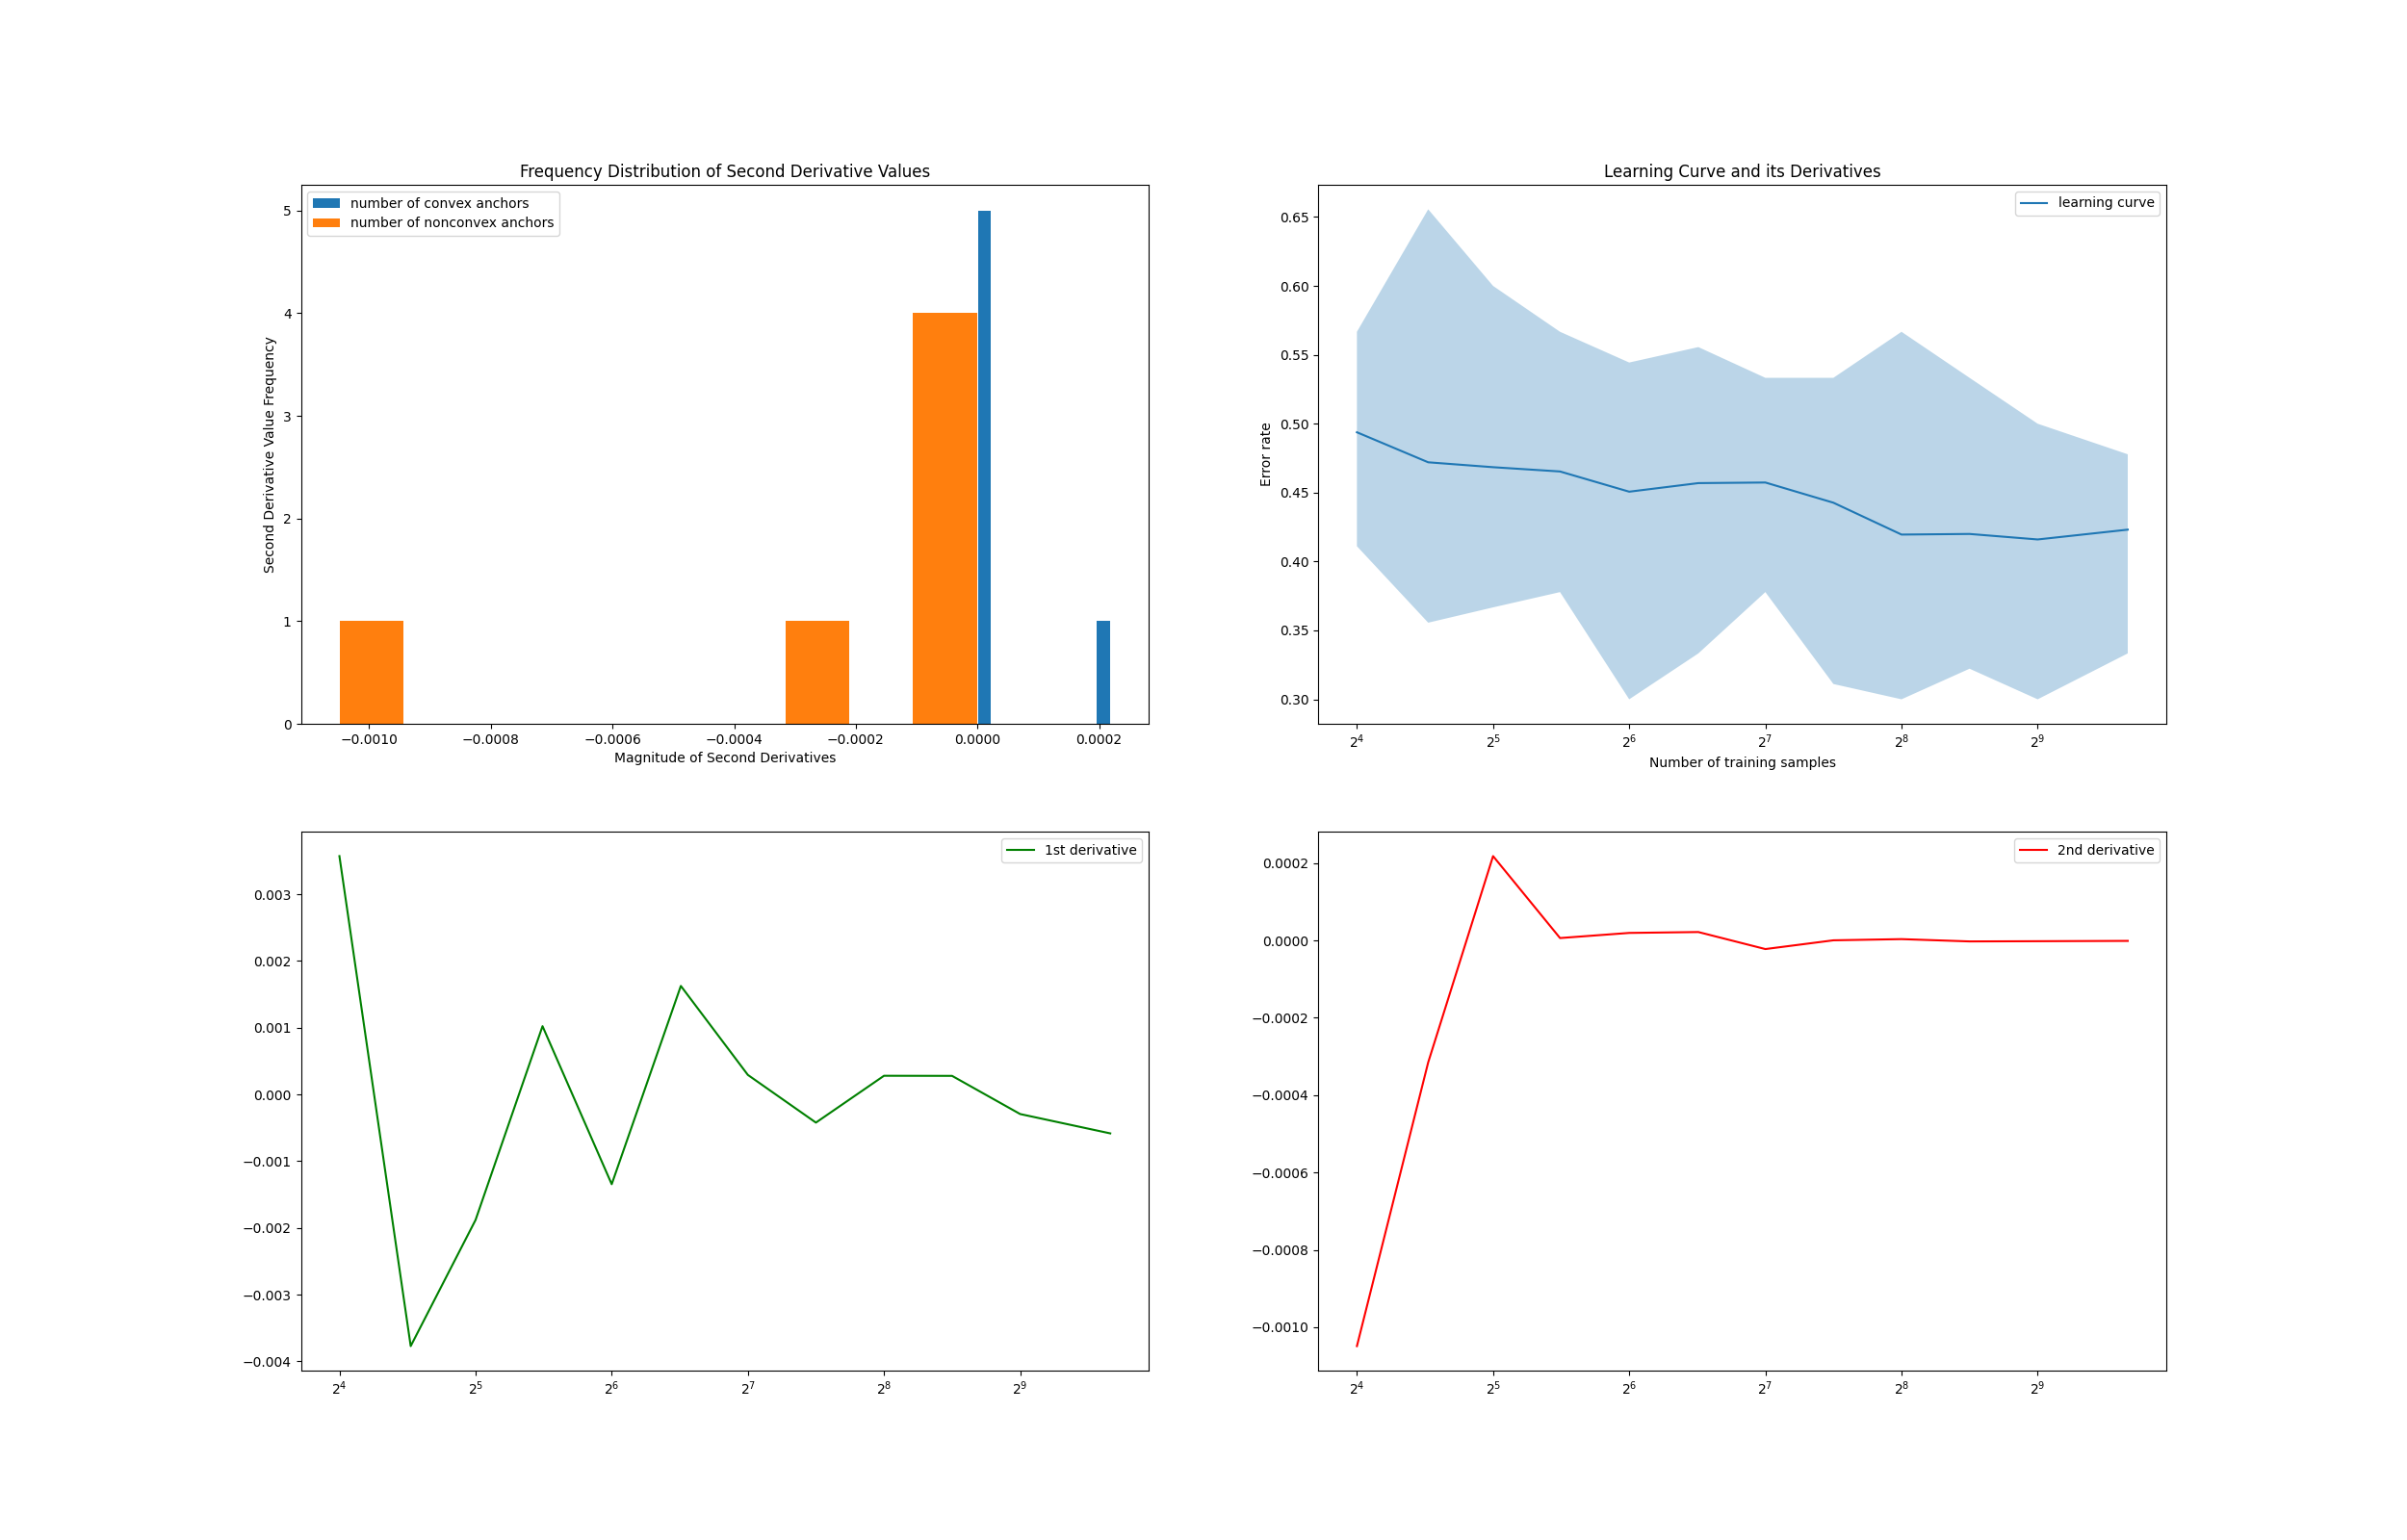 Frequency Distribution of Second Derivative Values
number of convex anchors
number of nonconvex anchors
Second Derivative Value Frequency
5
4
3
2
1
0
−0.0010 −0.0008 −0.0006 −0.0004 −0.0002 0.0000 0.0002
Magnitude of Second Derivatives
Learning Curve and its Derivatives
learning curve
Error rate
0.65
0.60
0.55
0.50
0.45
0.40
0.35
0.30
2⁴ 2⁵ 2⁶ 2⁷ 2⁸ 2⁹
Number of training samples
1st derivative
0.003
0.002
0.001
0.000
−0.001
−0.002
−0.003
−0.004
2⁴ 2⁵ 2⁶ 2⁷ 2⁸ 2⁹
2nd derivative
0.0002
0.0000
−0.0002
−0.0004
−0.0006
−0.0008
−0.0010
2⁴ 2⁵ 2⁶ 2⁷ 2⁸ 2⁹